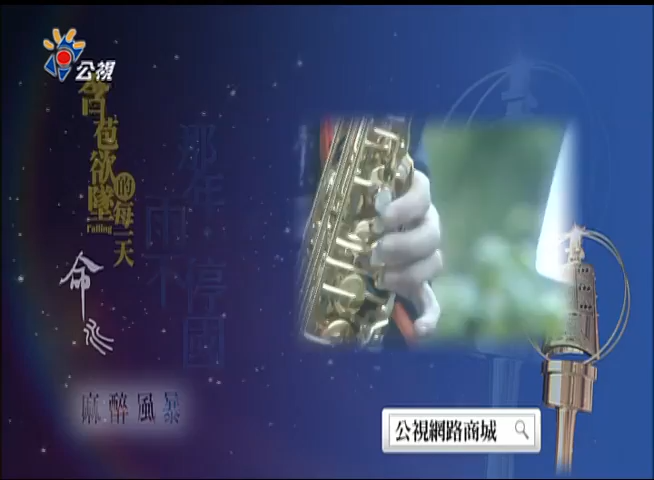 公視
含苞欲墜的每一天
Falling
命水
那年,雨不停國
麻醉風暴
公視網路商城